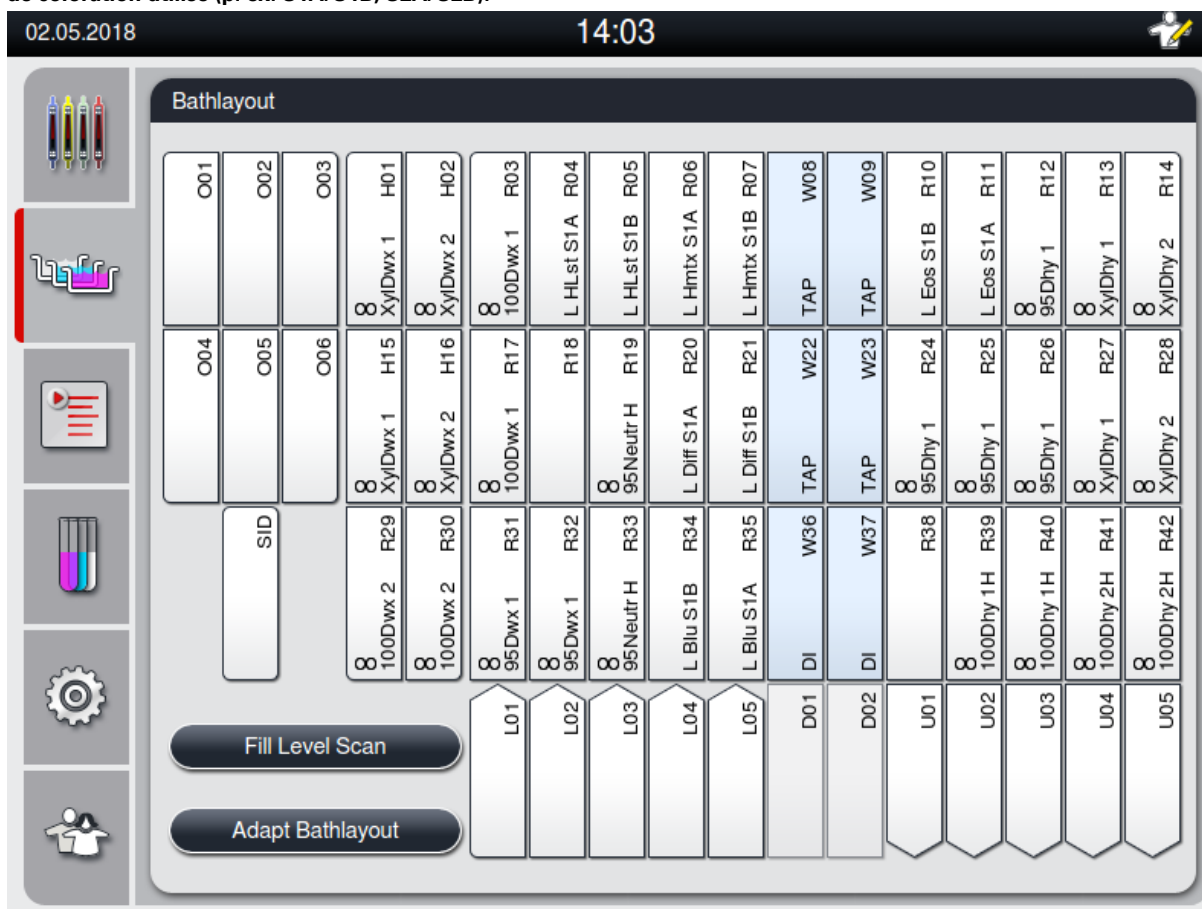 02.05.2018
14:03
Bathlayout
O01
O02
O03
H01 ∞ XylDwx 1
H02 ∞ XylDwx 2
R03 ∞ 100Dwx 1
R04 L HLst S1A
R05 L HLst S1B
R06 L Hmtx S1A
R07 L Hmtx S1B
W08 TAP
W09 TAP
R10 L Eos S1B
R11 L Eos S1A
R12 ∞ 95Dhy 1
R13 ∞ XylDhy 1
R14 ∞ XylDhy 2
O04
O05
O06
H15 ∞ XylDwx 1
H16 ∞ XylDwx 2
R17 ∞ 100Dwx 1
R18
R19 ∞ 95Neutr H
R20 L Diff S1A
R21 L Diff S1B
W22 TAP
W23 TAP
R24 ∞ 95Dhy 1
R25 ∞ 95Dhy 1
R26 ∞ 95Dhy 1
R27 ∞ XylDhy 1
R28 ∞ XylDhy 2
SID
R29 ∞ 100Dwx 2
R30 ∞ 100Dwx 2
R31 ∞ 95Dwx 1
R32 ∞ 95Dwx 1
R33 ∞ 95Neutr H
R34 L Blu S1B
R35 L Blu S1A
W36 DI
W37 DI
R38
R39 ∞ 100Dhy 1H
R40 ∞ 100Dhy 1H
R41 ∞ 100Dhy 2H
R42 ∞ 100Dhy 2H
L01
L02
L03
L04
L05
D01
D02
U01
U02
U03
U04
U05
Fill Level Scan
Adapt Bathlayout